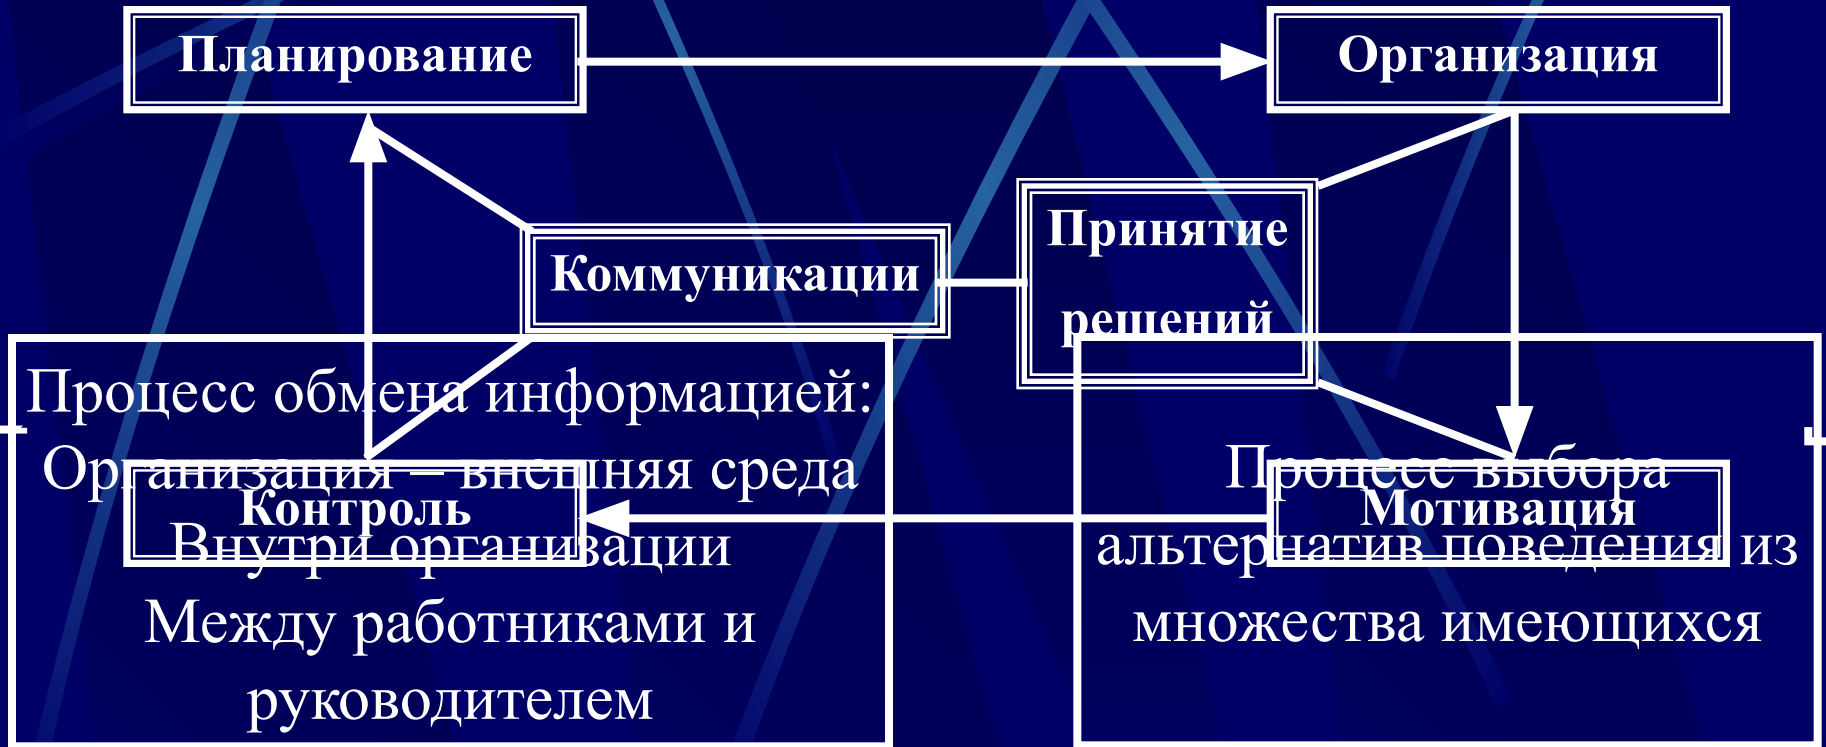 Планирование
Организация
Коммуникации
Принятие
решений
Процесс обмена информацией:
Организация – внешняя среда
Внутри организации
Между работниками и
руководителем
Контроль
Процесс выбора
альтернатив поведения из
множества имеющихся
Мотивация